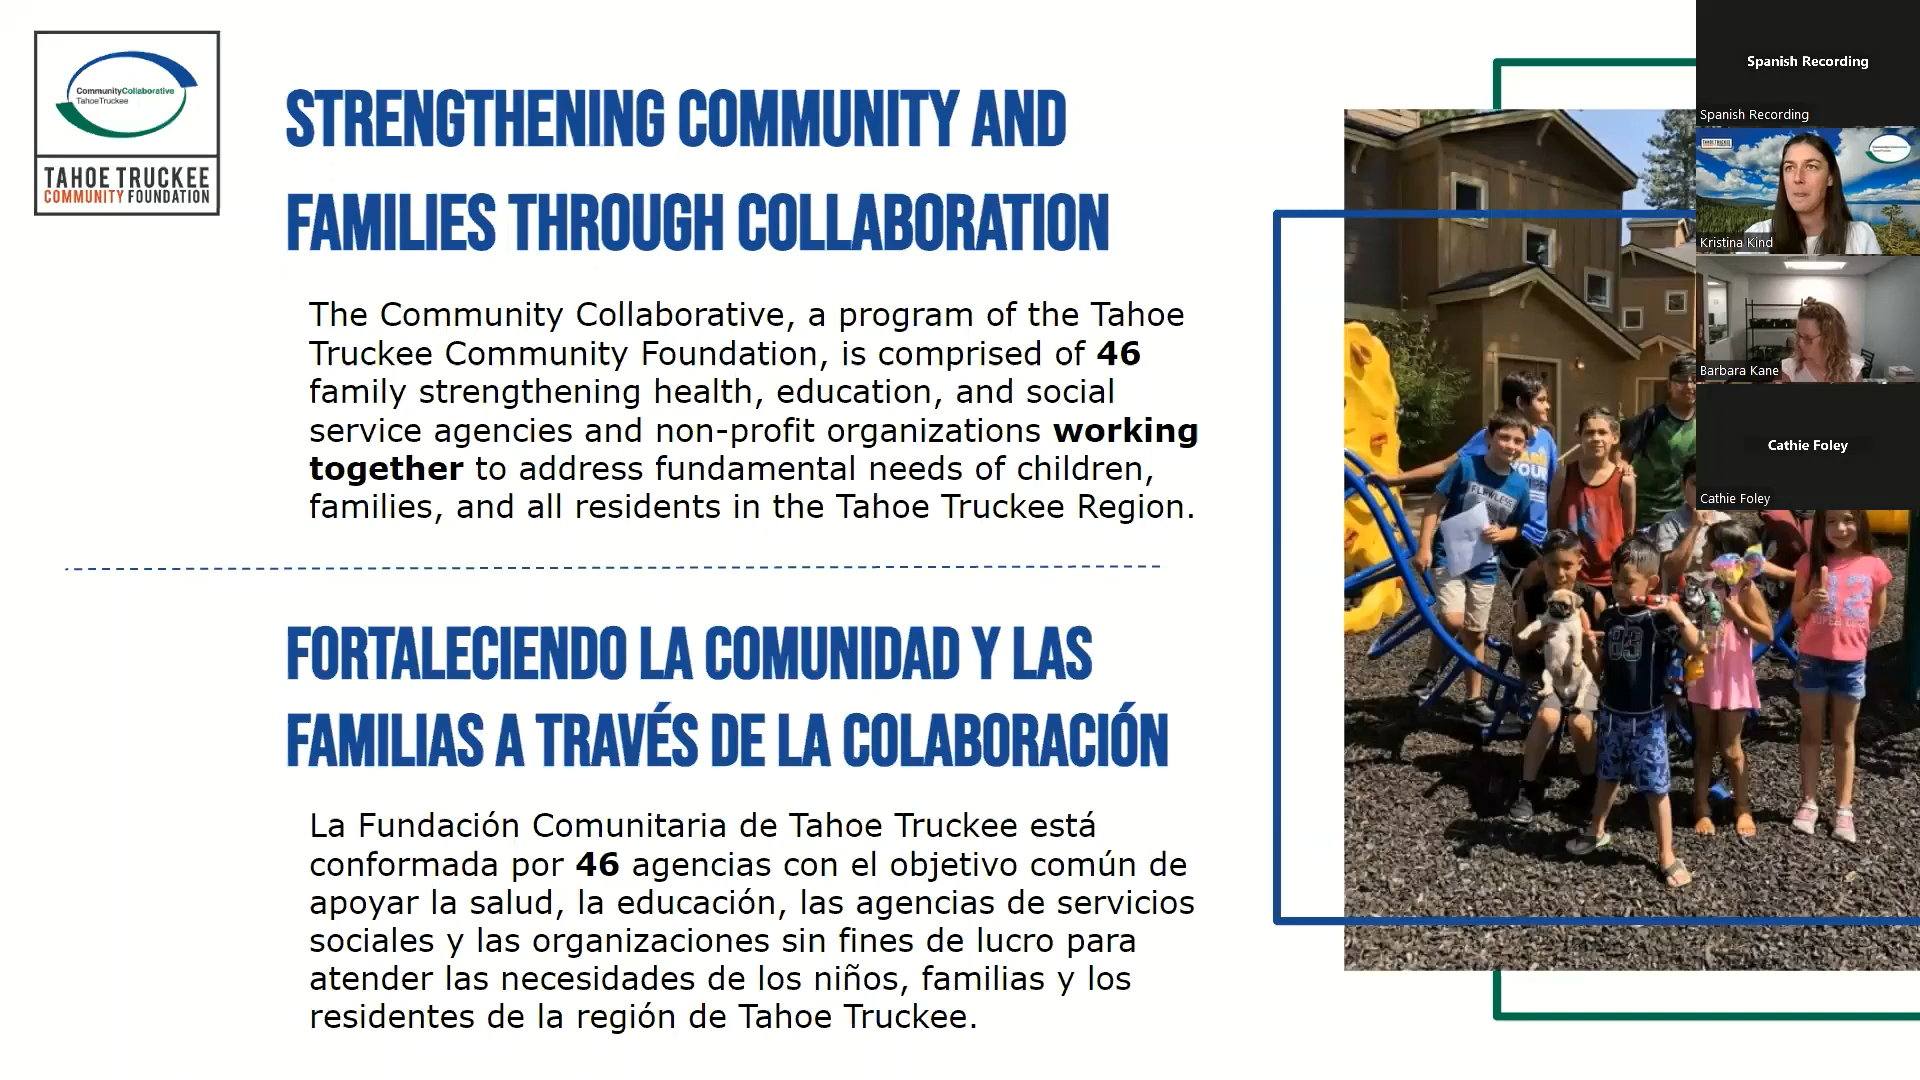 CommunityCollaborative
TahoeTruckee
TAHOE TRUCKEE
COMMUNITY FOUNDATION
STRENGTHENING COMMUNITY AND
FAMILIES THROUGH COLLABORATION
The Community Collaborative, a program of the Tahoe
Truckee Community Foundation, is comprised of 46
family strengthening health, education, and social
service agencies and non-profit organizations working
together to address fundamental needs of children,
families, and all residents in the Tahoe Truckee Region.
FORTALECIENDO LA COMUNIDAD Y LAS
FAMILIAS A TRAVÉS DE LA COLABORACIÓN
La Fundación Comunitaria de Tahoe Truckee está
conformada por 46 agencias con el objetivo común de
apoyar la salud, la educación, las agencias de servicios
sociales y las organizaciones sin fines de lucro para
atender las necesidades de los niños, familias y los
residentes de la región de Tahoe Truckee.
Spanish Recording
Spanish Recording
Kristina Kind
Barbara Kane
Cathie Foley
Cathie Foley
FLAWLESS
YOUR
83
12